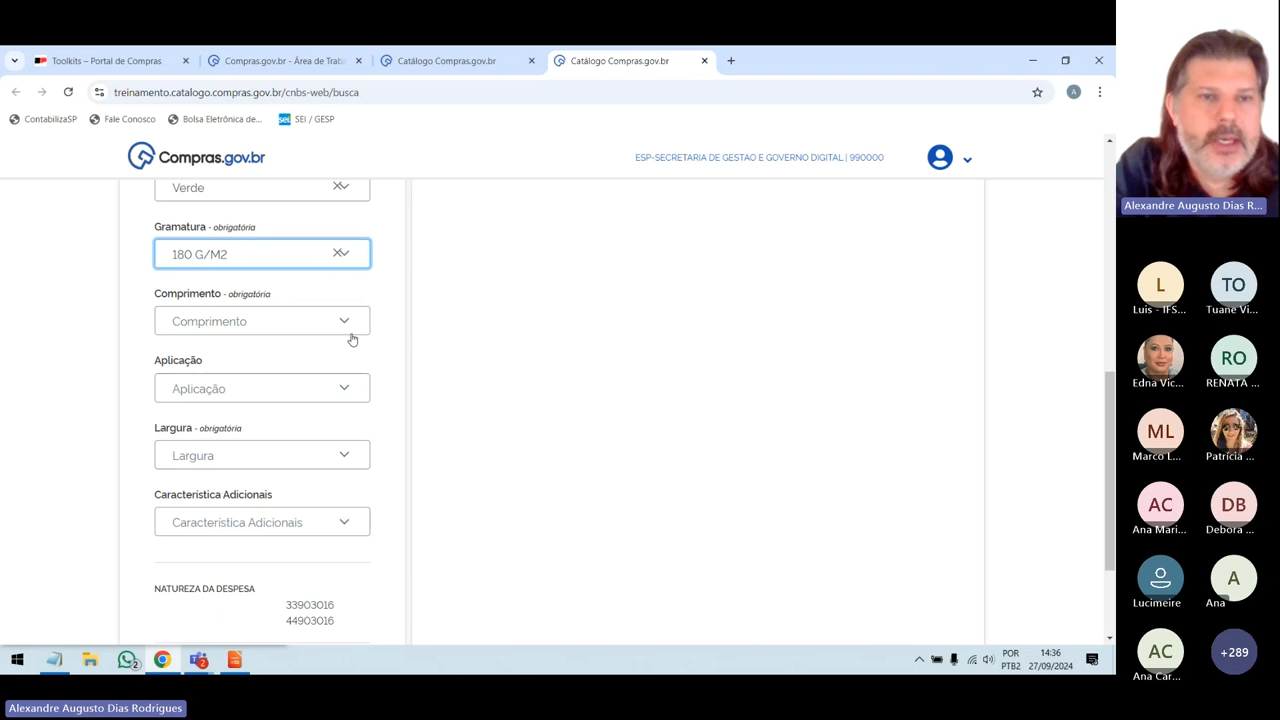 Toolkits – Portal de Compras
Compras.gov.br - Área de Trab
Catálogo Compras.gov.br
Catálogo Compras.gov.br
treinamento.catalogo.compras.gov.br/cnbs-web/busca
A
ContabilizaSP
Fale Conosco
Bolsa Eletrônica de...
sei
SEI / GESP
Compras.gov.br
ESP-SECRETARIA DE GESTAO E GOVERNO DIGITAL | 990000
Verde
Gramatura - obrigatória
180 G/M2
Comprimento - obrigatória
Comprimento
Aplicação
Aplicação
Largura - obrigatória
Largura
Característica Adicionais
Característica Adicionais
NATUREZA DA DESPESA
33903016
44903016
2
2
POR
PTB2
14:36
27/09/2024
Alexandre Augusto Dias Rodrigues
Alexandre Augusto Dias R...
L
Luis - IFS...
TO
Tuane Vi...
Edna Vic...
RO
RENATA ...
ML
Marco L...
Patrícia ...
AC
Ana Mari...
DB
Debora ...
Lucimeire
A
Ana
AC
Ana Car...
+289